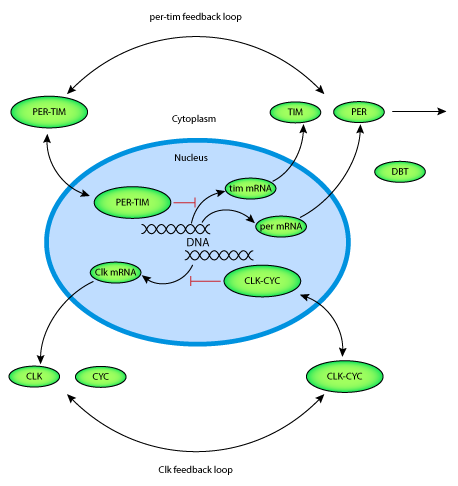 per-tim feedback loop
PER-TIM
TIM
PER
Cytoplasm
Nucleus
DBT
tim mRNA
PER-TIM
per mRNA
DNA
Clk mRNA
CLK-CYC
CLK
CYC
CLK-CYC
Clk feedback loop